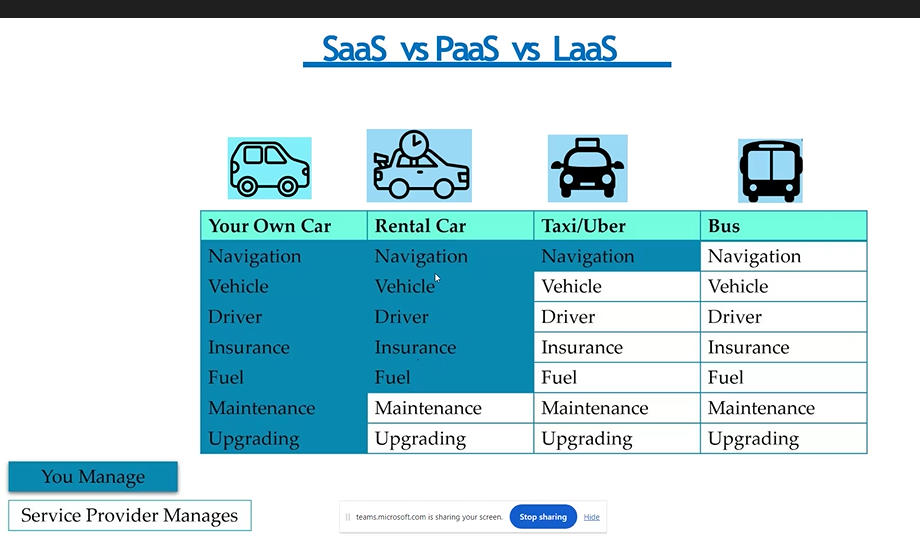 SaaS vs PaaS vs LaaS
Your Own Car Rental Car Taxi/Uber Bus
Navigation Navigation Navigation Navigation
Vehicle Vehicle Vehicle Vehicle
Driver Driver Driver Driver
Insurance Insurance Insurance Insurance
Fuel Fuel Fuel Fuel
Maintenance Maintenance Maintenance Maintenance
Upgrading Upgrading Upgrading Upgrading
You Manage
Service Provider Manages
teams.microsoft.com is sharing your screen. Stop sharing Hide